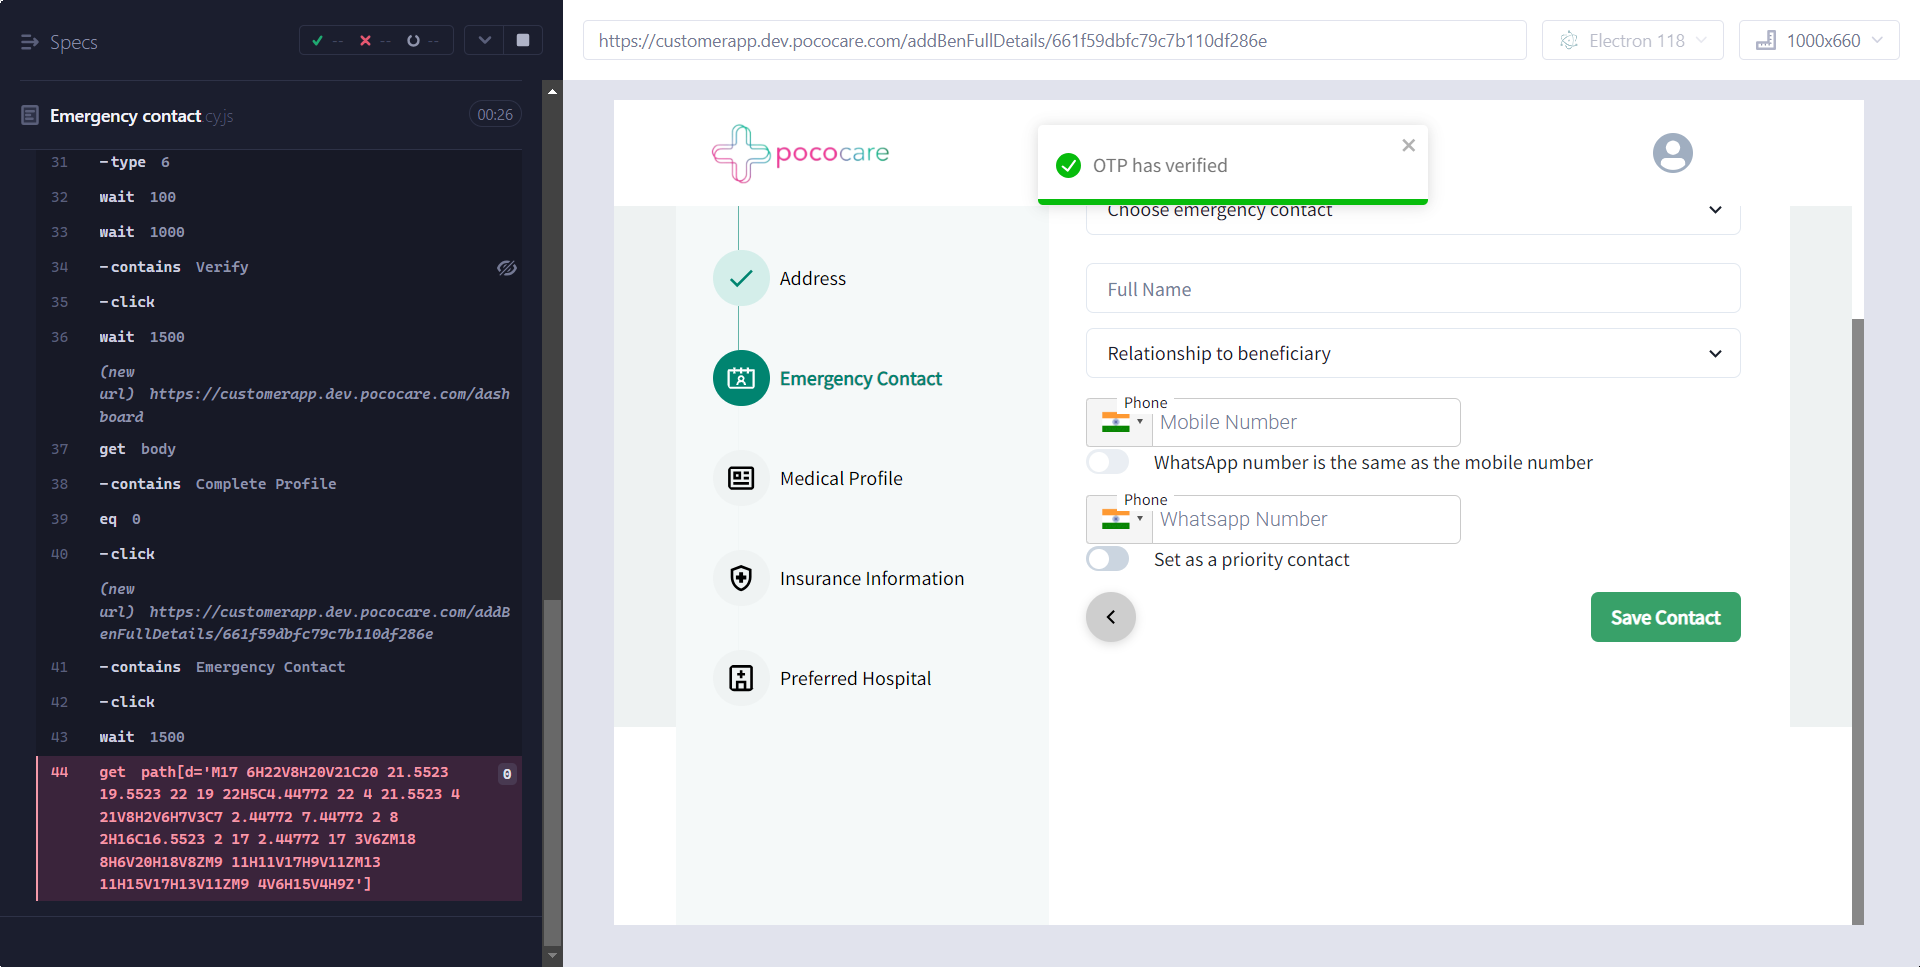 Specs
--
--
--
Emergency contact.cy.js
00:26
31 -type 6
32 wait 100
33 wait 1000
34 -contains Verify
35 -click
36 wait 1500
(new
url) https://customerapp.dev.pococare.com/dash
board
37 get body
38 -contains Complete Profile
39 eq 0
40 -click
(new
url) https://customerapp.dev.pococare.com/addB
enFullDetails/661f59dbfc79c7b110df286e
41 -contains Emergency Contact
42 -click
43 wait 1500
44 get path[d='M17 6H22V8H20V21C20 21.5523 0
19.5523 22 19 22H5C4.44772 22 4 21.5523 4
21V8H2V6H7V3C7 2.44772 7.44772 2 8
2H16C16.5523 2 17 2.44772 17 3V6ZM18
8H6V20H18V8ZM9 11H11V17H9V11ZM13
11H15V17H13V11ZM9 4V6H15V4H9Z']
https://customerapp.dev.pococare.com/addBenFullDetails/661f59dbfc79c7b110df286e
Electron 118
1000x660
pococare
OTP has verified
Address
Emergency Contact
Medical Profile
Insurance Information
Preferred Hospital
Choose emergency contact
Full Name
Relationship to beneficiary
Phone
Mobile Number
WhatsApp number is the same as the mobile number
Phone
Whatsapp Number
Set as a priority contact
Save Contact